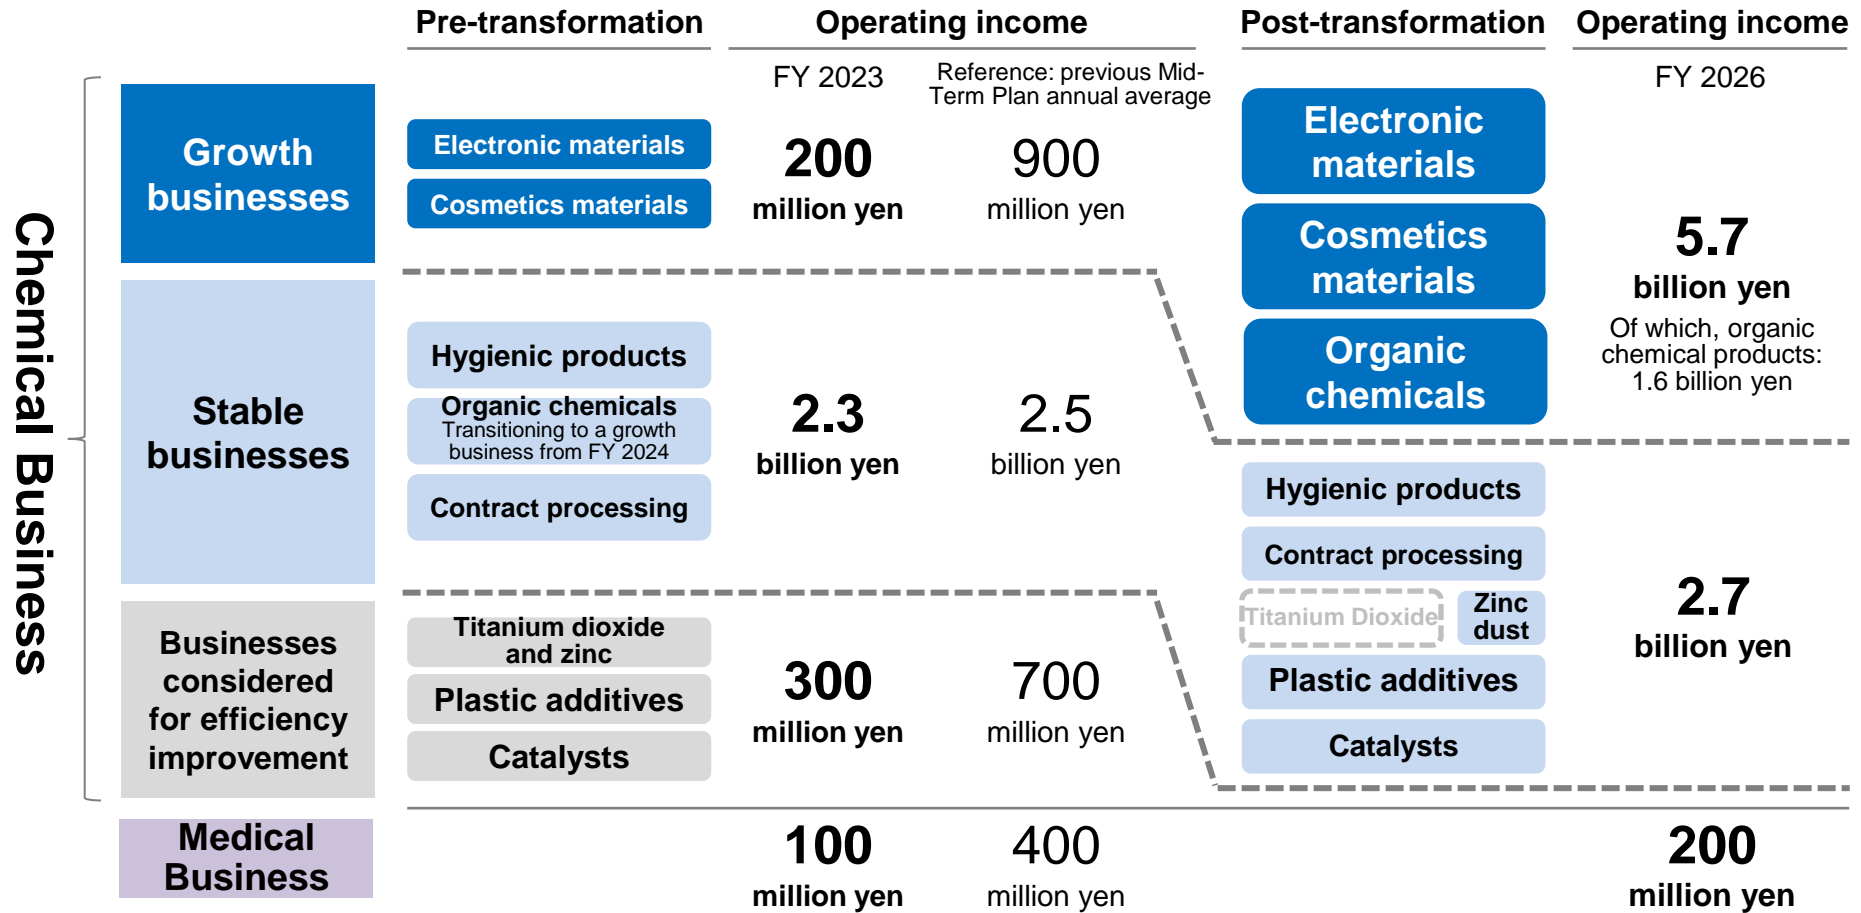 Pre-transformation
Operating income
Post-transformation
Operating income
FY 2023
Reference: previous Mid-
Term Plan annual average
FY 2026
Chemical Business
Growth
businesses
Electronic materials
Cosmetics materials
200
million yen
900
million yen
Electronic
materials
Cosmetics
materials
Organic
chemicals
5.7
billion yen
Of which, organic
chemical products:
1.6 billion yen
Stable
businesses
Hygienic products
Organic chemicals
Transitioning to a growth
business from FY 2024
Contract processing
2.3
billion yen
2.5
billion yen
Hygienic products
Contract processing
Titanium Dioxide
Zinc
dust
Plastic additives
Catalysts
2.7
billion yen
Businesses
considered
for efficiency
improvement
Titanium dioxide
and zinc
Plastic additives
Catalysts
300
million yen
700
million yen
Medical
Business
100
million yen
400
million yen
200
million yen